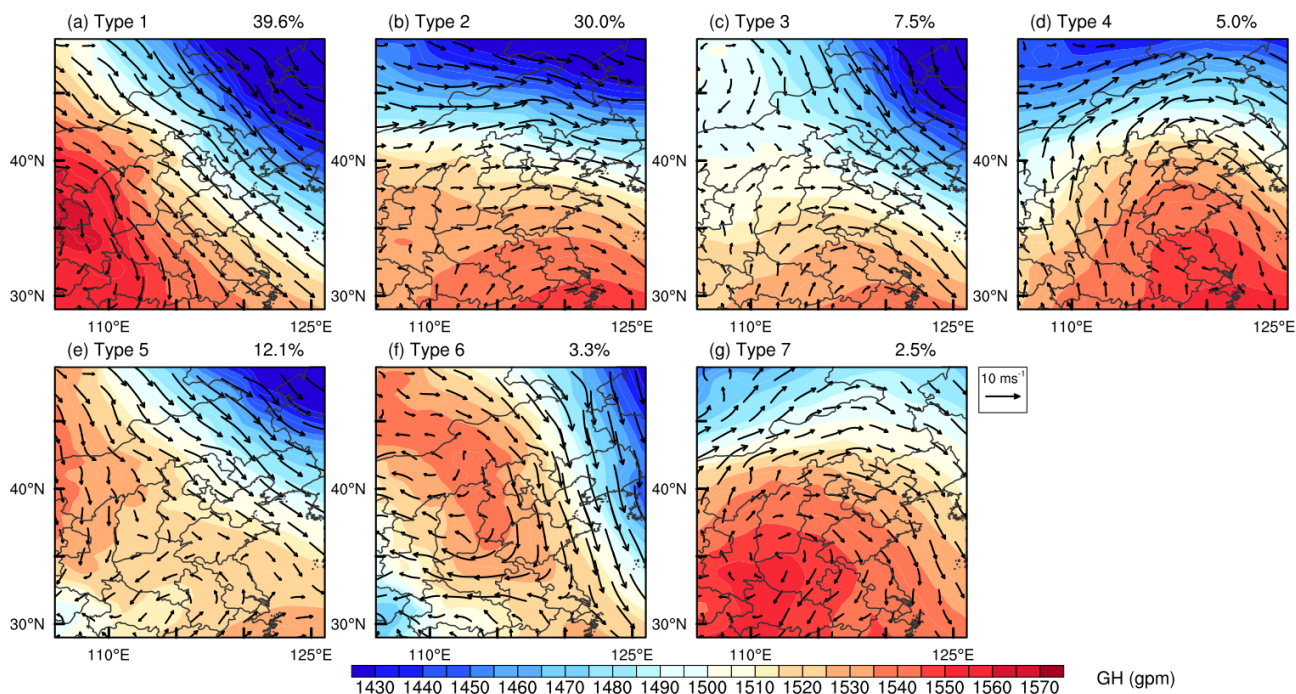 (a) Type 1 39.6% (b) Type 2 30.0% (c) Type 3 7.5% (d) Type 4 5.0%
40°N 40°N 40°N 40°N
30°N 30°N 30°N 30°N
110°E 125°E 110°E 125°E 110°E 125°E 110°E 125°E
(e) Type 5 12.1% (f) Type 6 3.3% (g) Type 7 2.5%
10 ms⁻¹
40°N 40°N 40°N
30°N 30°N 30°N
110°E 125°E 110°E 125°E 110°E 125°E
1430 1440 1450 1460 1470 1480 1490 1500 1510 1520 1530 1540 1550 1560 1570 GH (gpm)